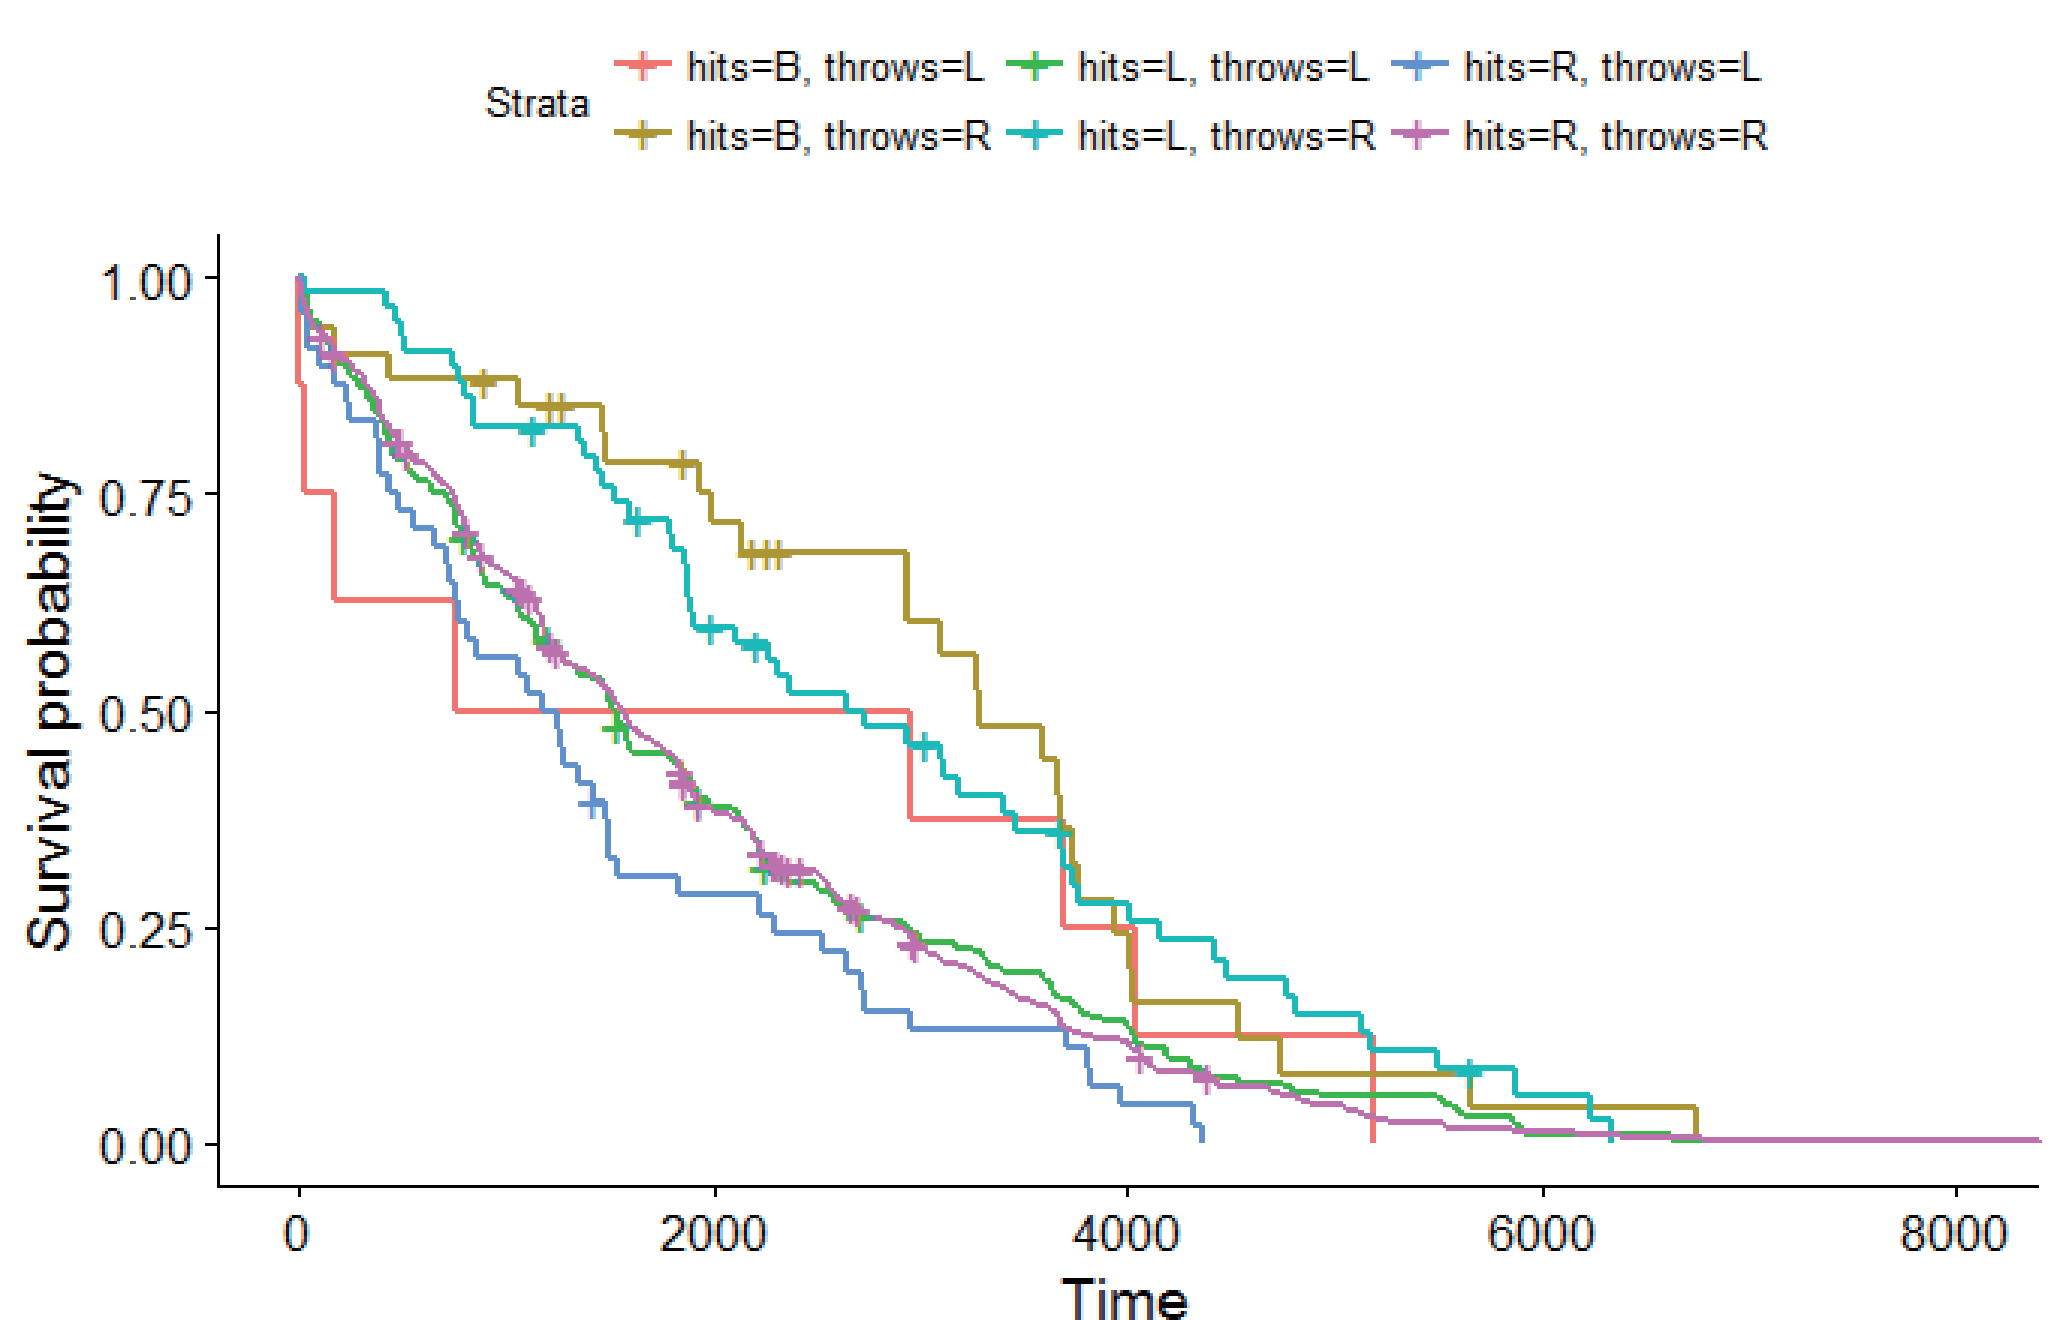 hits=B, throws=L hits=L, throws=L hits=R, throws=L
Strata
hits=B, throws=R hits=L, throws=R hits=R, throws=R
1.00
0.75
0.50
0.25
0.00
Survival probability
0 2000 4000 6000 8000
Time